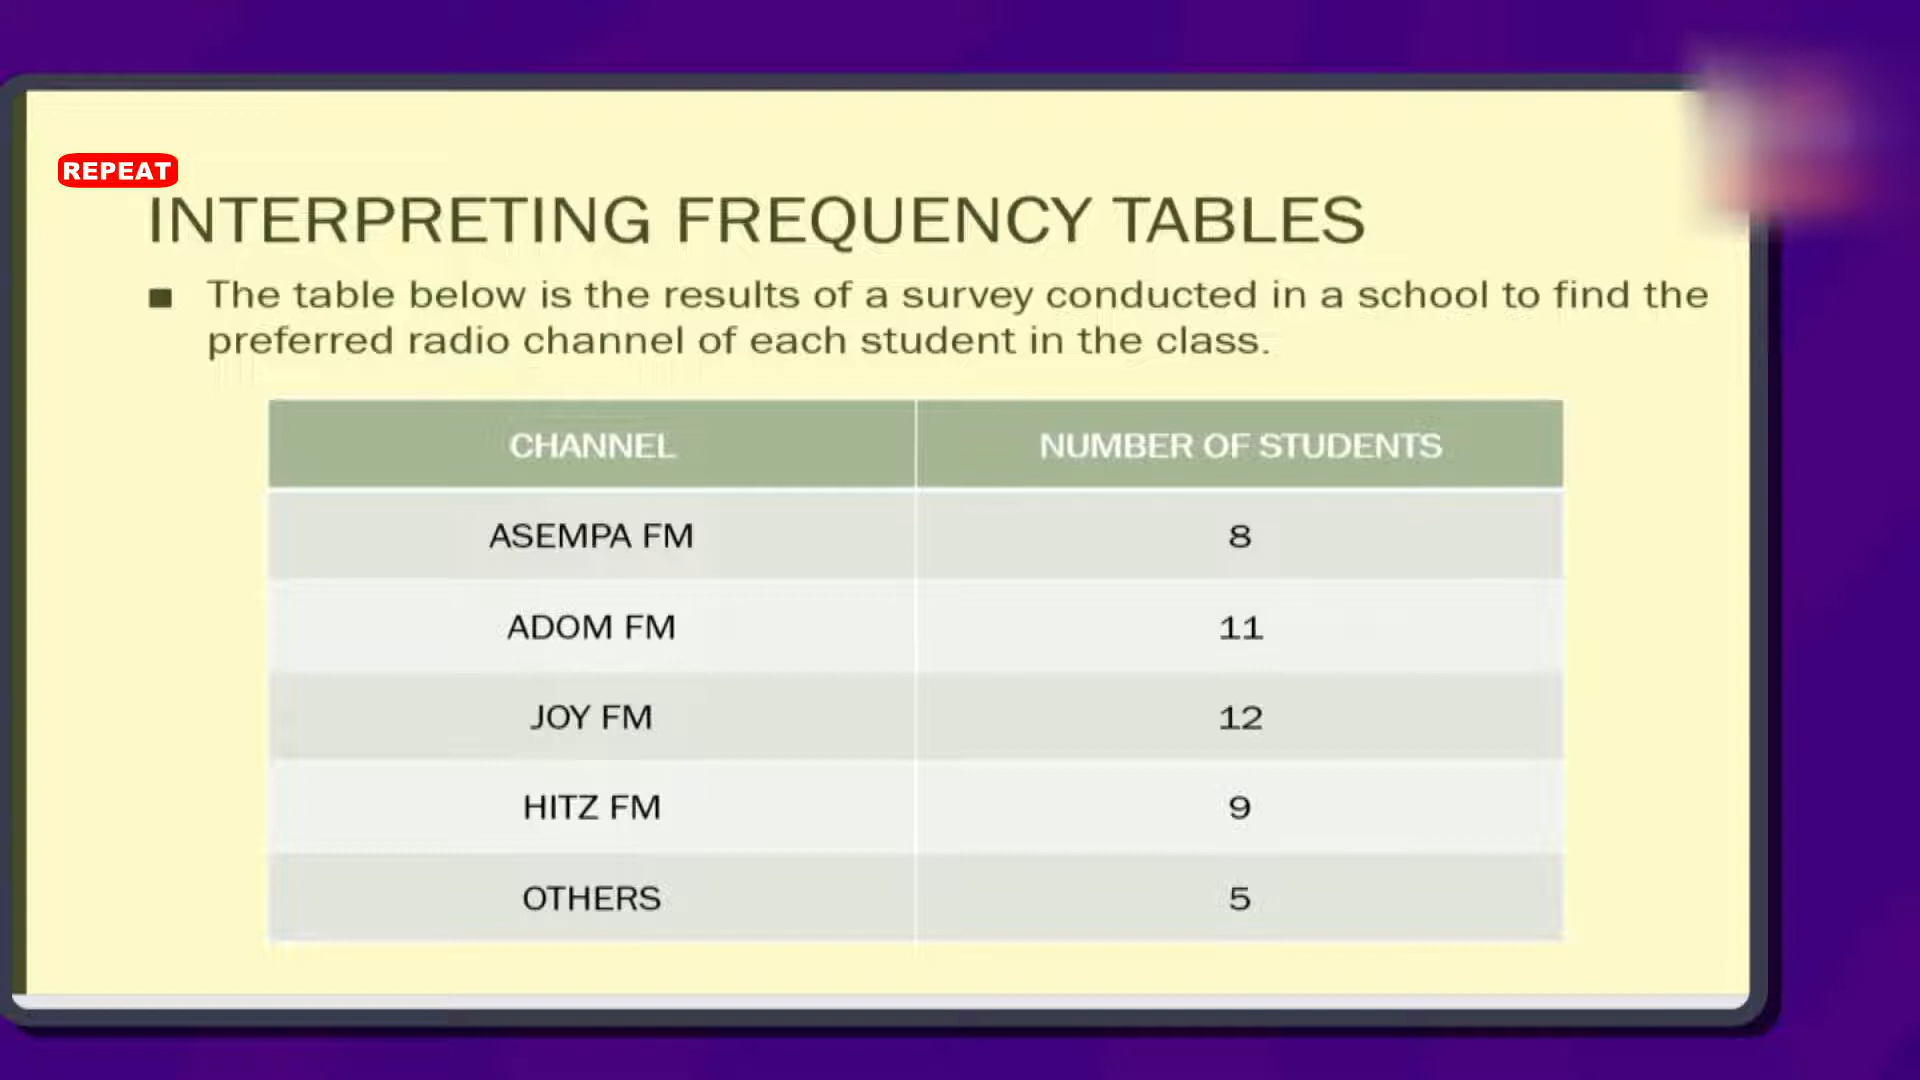 REPEAT
INTERPRETING FREQUENCY TABLES
■ The table below is the results of a survey conducted in a school to find the
preferred radio channel of each student in the class.
CHANNEL NUMBER OF STUDENTS
ASEMPA FM 8
ADOM FM 11
JOY FM 12
HITZ FM 9
OTHERS 5